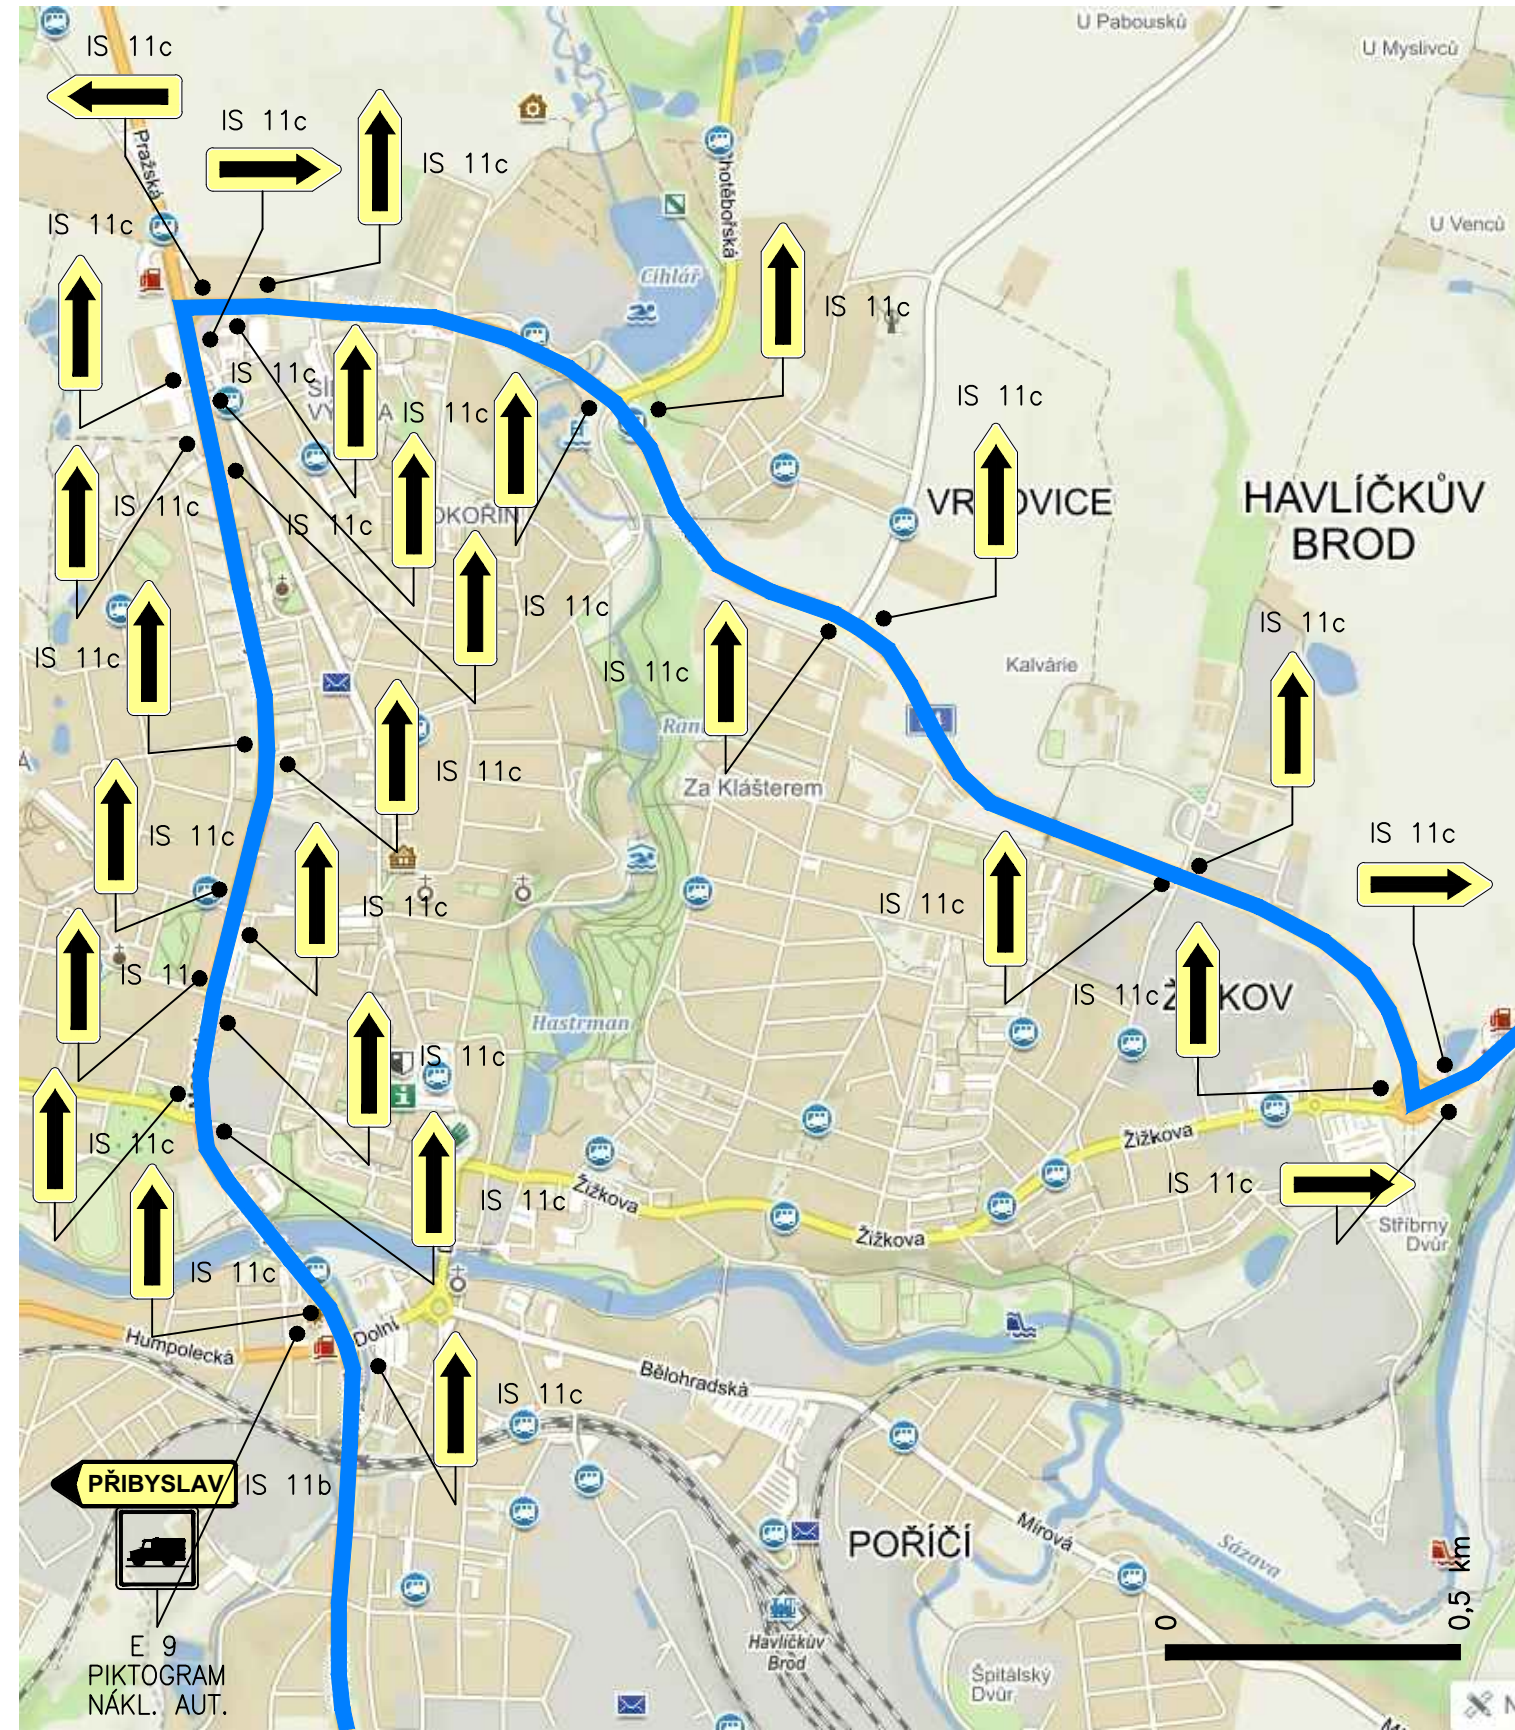 U Pabousků
IS 11c
U Myslivců
IS 11c
IS 11c
Pražská
U Venců
IS 11c
Cihlář
IS 11c
IS 11c
IS 11c
IS 11c
VR OVICE
HAVLÍČKŮV
BROD
IS 11c
OKOŘÍN
IS 11c
IS 11c
IS 11c
IS 11c
IS 11c
Kalvárie
IS 11c
Za Klášterem
IS 11c
IS 11c
IS 11c
IS 11c
IS 11
IS 11c
KOV
Hastrman
IS 11c
IS 11c
Žižkova
IS 11c
Žižkova
IS 11c
Žižkova
Stříbrný
Dvůr
IS 11c
Dolní
Humpolecká
Bělohradská
IS 11c
PŘIBYSLAV
IS 11b
Mírová
POŘÍČÍ
Sázava
E 9
PIKTOGRAM
NÁKL. AUT.
Havlíčkův
Brod
Špitálský
Dvůr
0
0,5 km